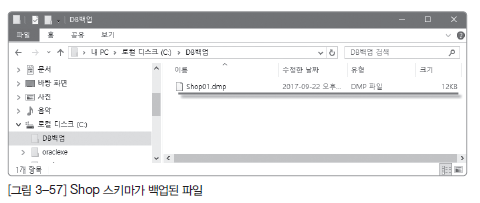 DB백업
파일 홈 공유 보기
내 PC > 로컬 디스크 (C:) > DB백업
DB백업 검색
이름 수정한 날짜 유형 크기
문서
바탕 화면
사진
음악
로컬 디스크 (C:)
DB백업
oraclexe
Shop01.dmp 2017-09-22 오후... DMP 파일 12KB
1개 항목
[그림 3-57] Shop 스키마가 백업된 파일